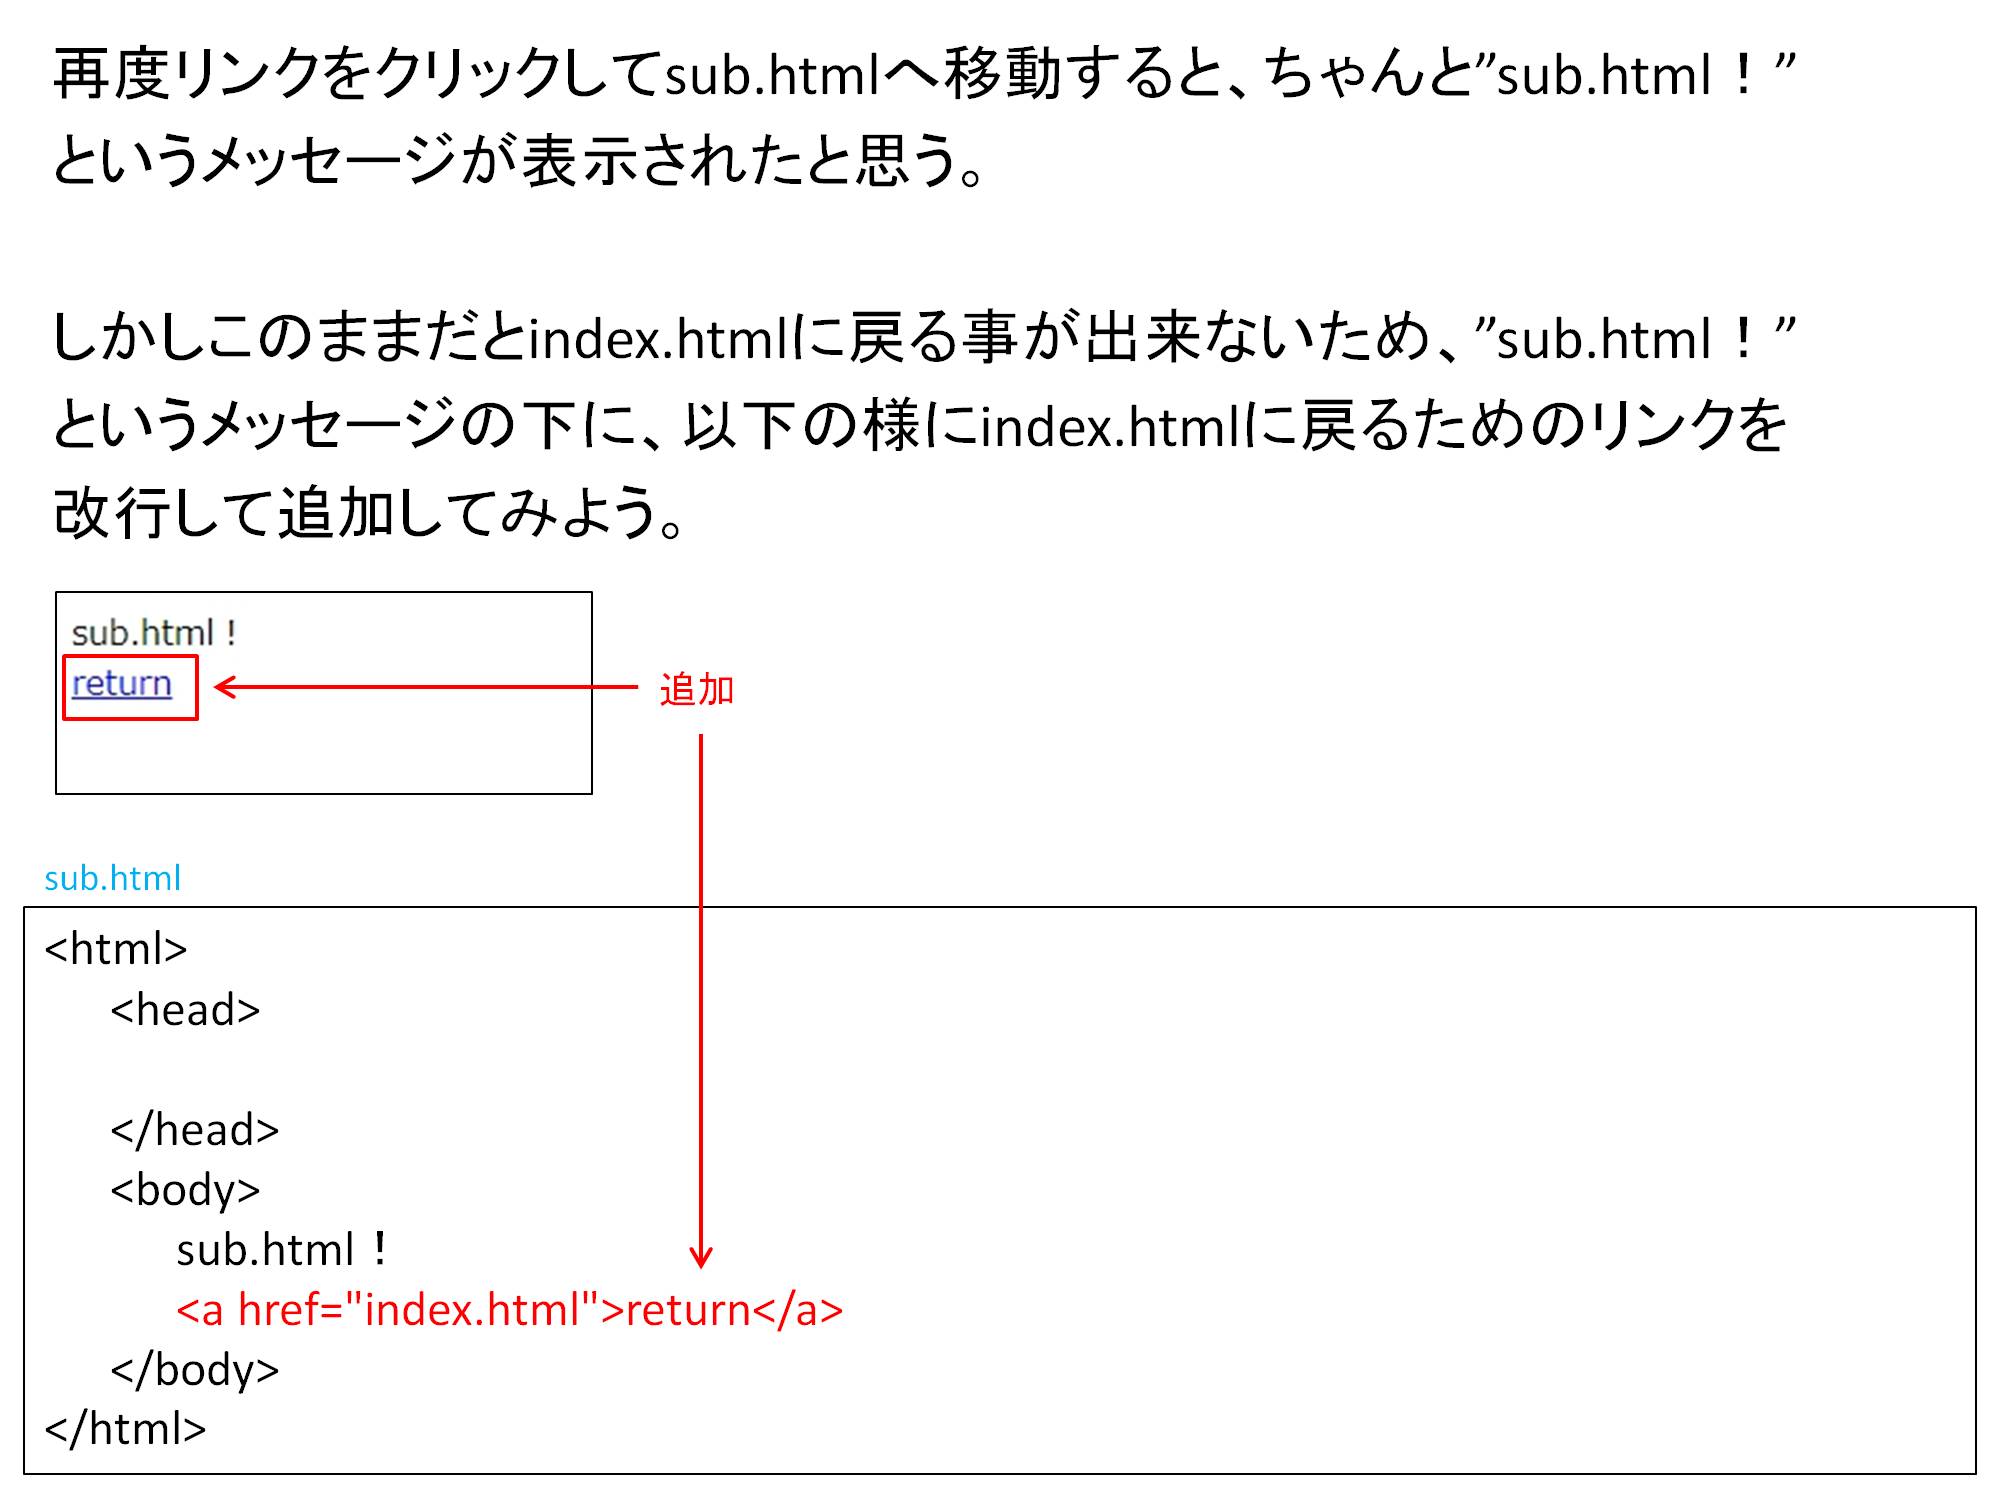 再度リンクをクリックしてsub.htmlへ移動すると、ちゃんと”sub.html！”
というメッセージが表示されたと思う。
しかしこのままだとindex.htmlに戻る事が出来ないため、”sub.html！”
というメッセージの下に、以下の様にindex.htmlに戻るためのリンクを
改行して追加してみよう。
sub.html！
return
追加
sub.html
<html>
<head>
</head>
<body>
sub.html！
<a href="index.html">return</a>
</body>
</html>